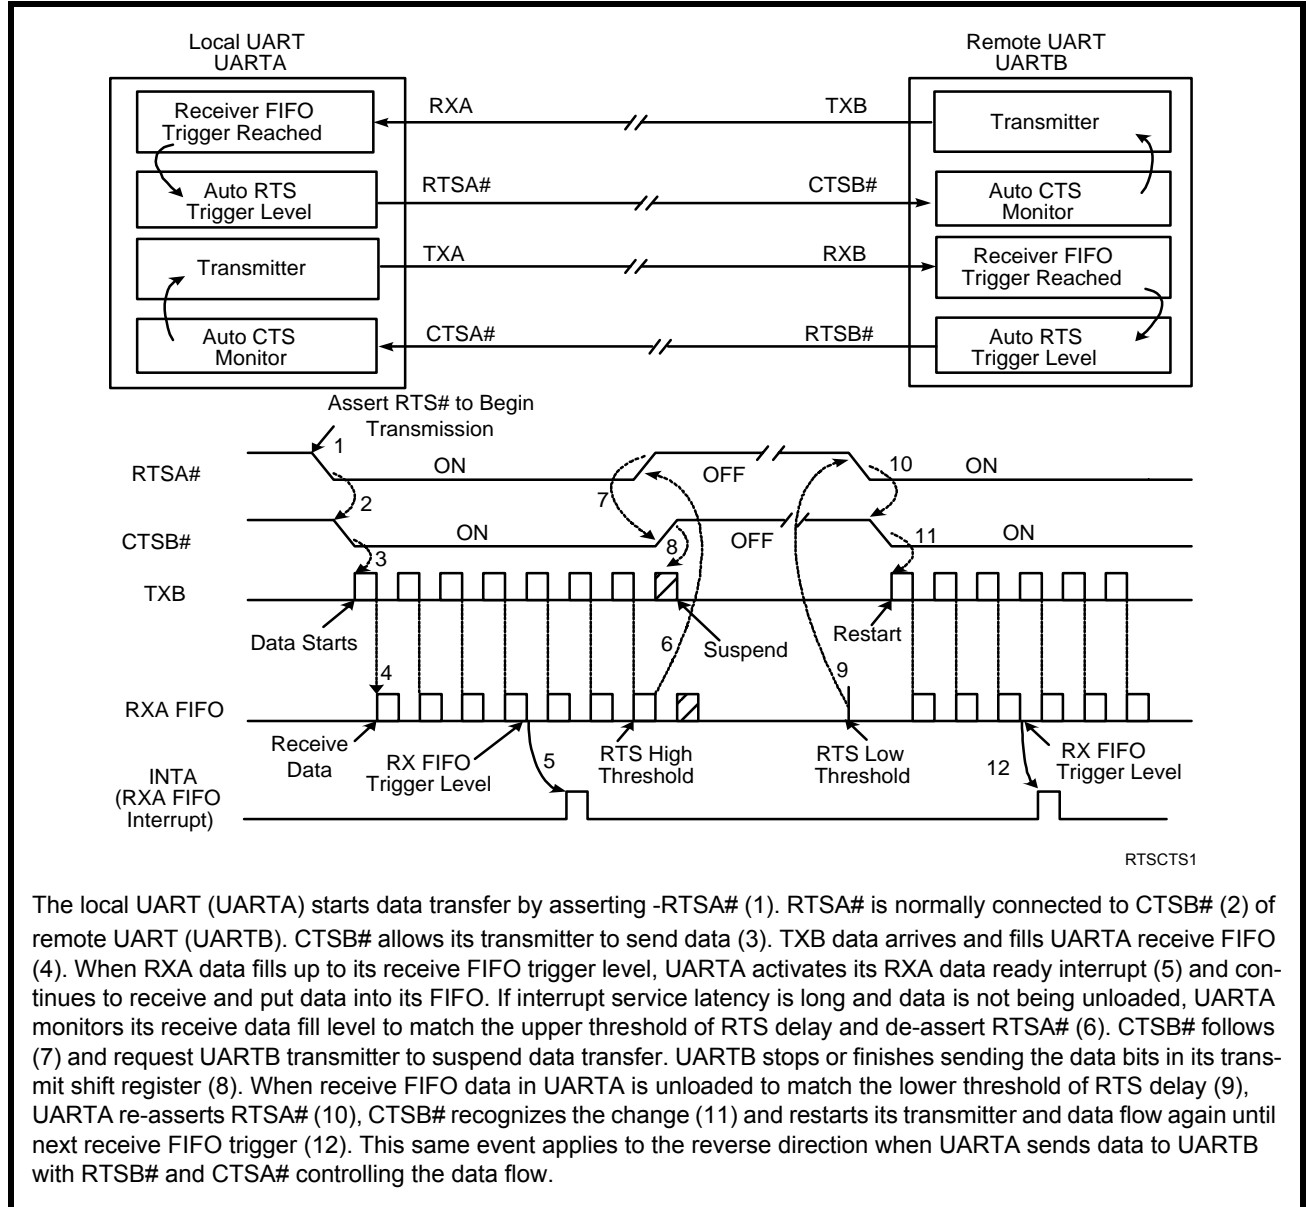 Local UART
UARTA
Remote UART
UARTB
Receiver FIFO
Trigger Reached
RXA
TXB
Transmitter
Auto RTS
Trigger Level
RTSA#
CTSB#
Auto CTS
Monitor
Transmitter
TXA
RXB
Receiver FIFO
Trigger Reached
Auto CTS
Monitor
CTSA#
RTSB#
Auto RTS
Trigger Level
Assert RTS# to Begin
Transmission
RTSA#
1
ON
7
OFF
10
ON
2
CTSB#
ON
8
OFF
11
ON
3
TXB
Data Starts
6
Suspend
Restart
4
9
RXA FIFO
Receive
Data
RX FIFO
Trigger Level
5
RTS High
Threshold
RTS Low
Threshold
12
RX FIFO
Trigger Level
INTA
(RXA FIFO
Interrupt)
RTSCTS1
The local UART (UARTA) starts data transfer by asserting -RTSA# (1). RTSA# is normally connected to CTSB# (2) of
remote UART (UARTB). CTSB# allows its transmitter to send data (3). TXB data arrives and fills UARTA receive FIFO
(4). When RXA data fills up to its receive FIFO trigger level, UARTA activates its RXA data ready interrupt (5) and con-
tinues to receive and put data into its FIFO. If interrupt service latency is long and data is not being unloaded, UARTA
monitors its receive data fill level to match the upper threshold of RTS delay and de-assert RTSA# (6). CTSB# follows
(7) and request UARTB transmitter to suspend data transfer. UARTB stops or finishes sending the data bits in its trans-
mit shift register (8). When receive FIFO data in UARTA is unloaded to match the lower threshold of RTS delay (9),
UARTA re-asserts RTSA# (10), CTSB# recognizes the change (11) and restarts its transmitter and data flow again until
next receive FIFO trigger (12). This same event applies to the reverse direction when UARTA sends data to UARTB
with RTSB# and CTSA# controlling the data flow.